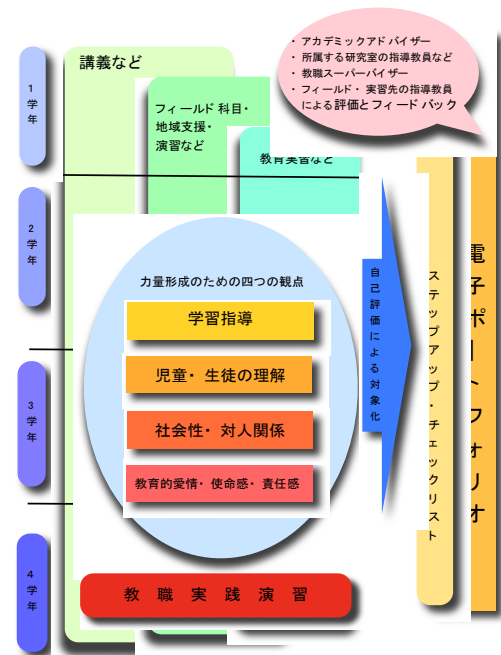 ・ アカデミックアドバイザー
・ 所属する研究室の指導教員など
・ 教職スーパーバイザー
・ フィールド・ 実習先の指導教員
による評価とフィードバック
講義など
フィールド科目・
地域支援・
演習など
教育実習など
1学年
2学年
3学年
4学年
力量形成のための四つの観点
学習指導
児童・ 生徒の理解
社会性・ 対人関係
教育的愛情・ 使命感・ 責任感
教職実践演習
自己評価による対象化
ステップアップ・チェックリスト
電子ポートフォリオ